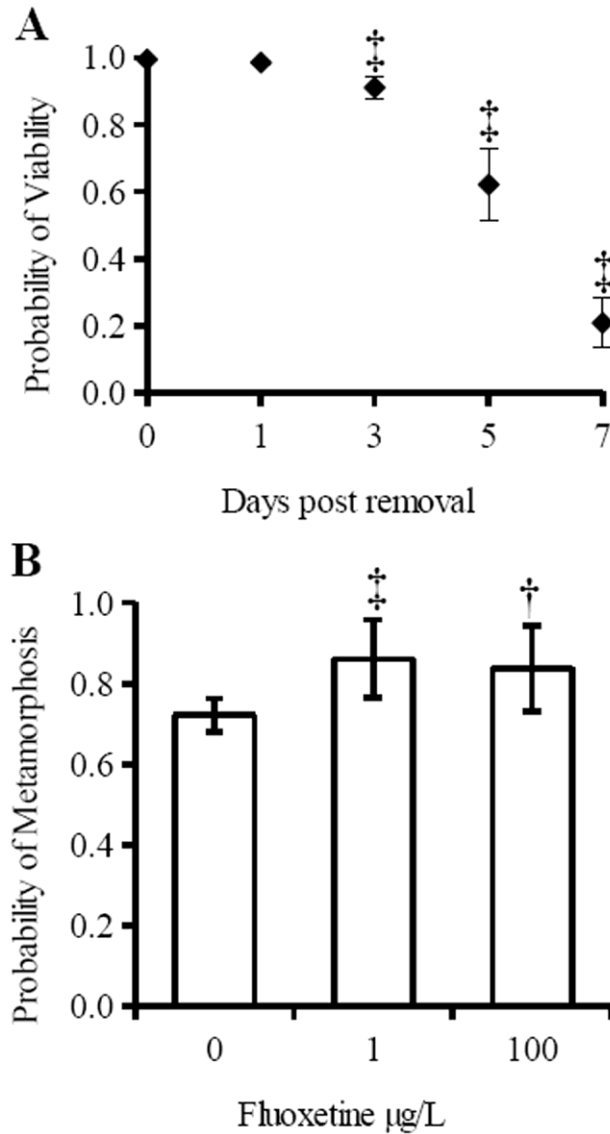 A
‡
‡
‡
1.0
0.8
0.6
0.4
0.2
0.0
Probability of Viability
0 1 3 5 7
Days post removal
B
‡ †
1.0
0.8
0.6
0.4
0.2
0.0
Probability of Metamorphosis
0 1 100
Fluoxetine µg/L